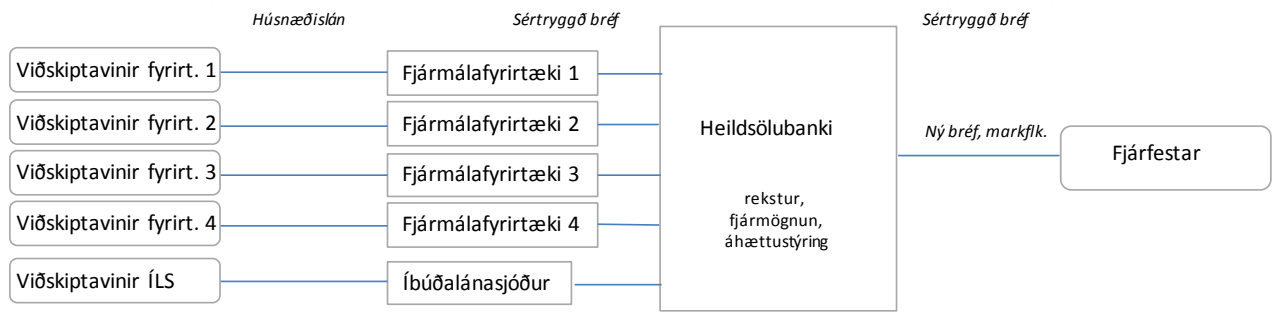 Húsnæðislán Sértryggð bréf Sértryggð bréf
Viðskiptavinir fyrirt. 1 Fjármálafyrirtæki 1
Viðskiptavinir fyrirt. 2 Fjármálafyrirtæki 2
Heildsölubanki
Ný bréf, markflk.
Fjárfestar
Viðskiptavinir fyrirt. 3 Fjármálafyrirtæki 3
rekstur,
fjármögnun,
áhættustýring
Viðskiptavinir fyrirt. 4 Fjármálafyrirtæki 4
Viðskiptavinir ÍLS Íbúðalánasjóður